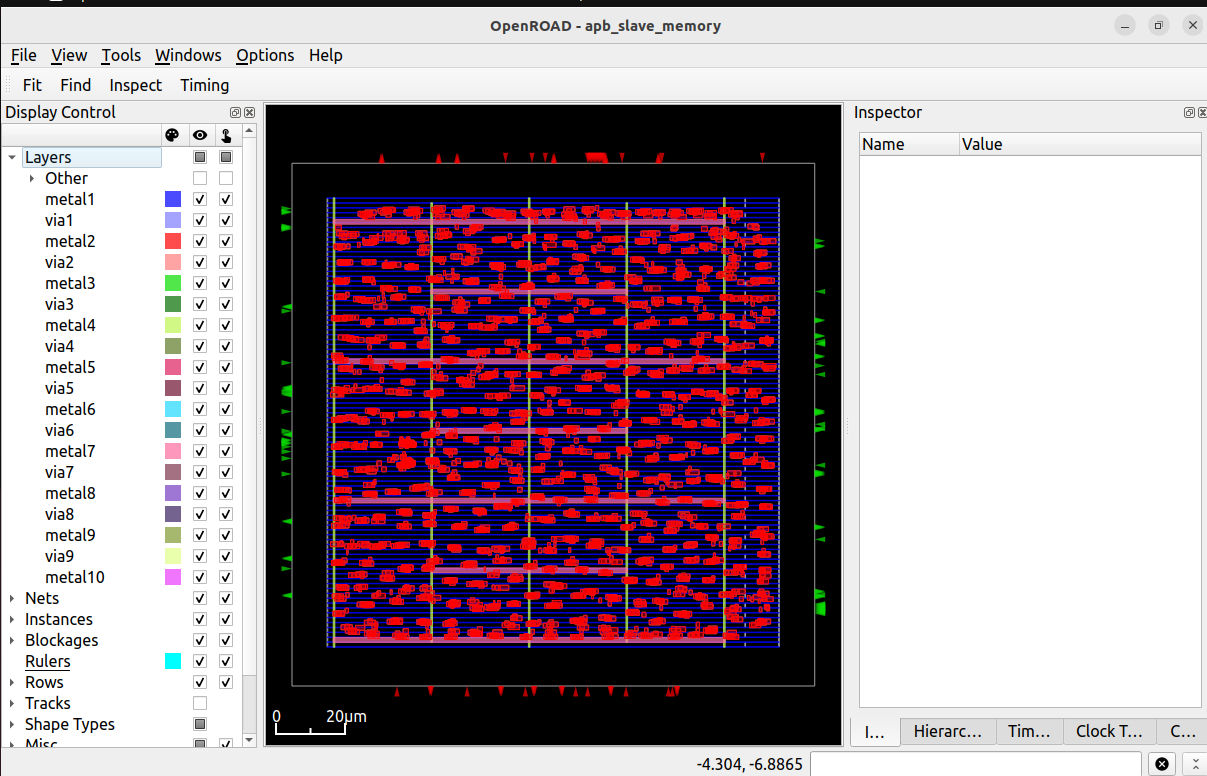 OpenROAD - apb_slave_memory
File View Tools Windows Options Help
Fit Find Inspect Timing
Display Control
Layers
Other
metal1
via1
metal2
via2
metal3
via3
metal4
via4
metal5
via5
metal6
via6
metal7
via7
metal8
via8
metal9
via9
metal10
Nets
Instances
Blockages
Rulers
Rows
Tracks
Shape Types
Misc
0 20μm
Inspector
Name Value
I... Hierarc... Tim... Clock T... C...
-4.304, -6.8865